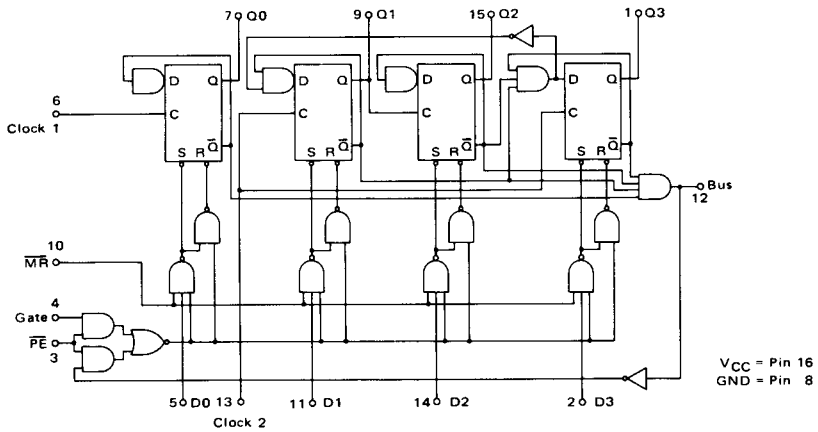 7 Q0
9 Q1
15 Q2
1 Q3
D Q
D Q
D Q
D Q
6
Clock 1
C
C
C
C
S R Q̅
S R Q̅
S R Q̅
S R Q̅
Bus
12
10
M̅R̅
4
Gate
P̅E̅
3
VCC = Pin 16
GND = Pin 8
5 D0
13
Clock 2
11 D1
14 D2
2 D3